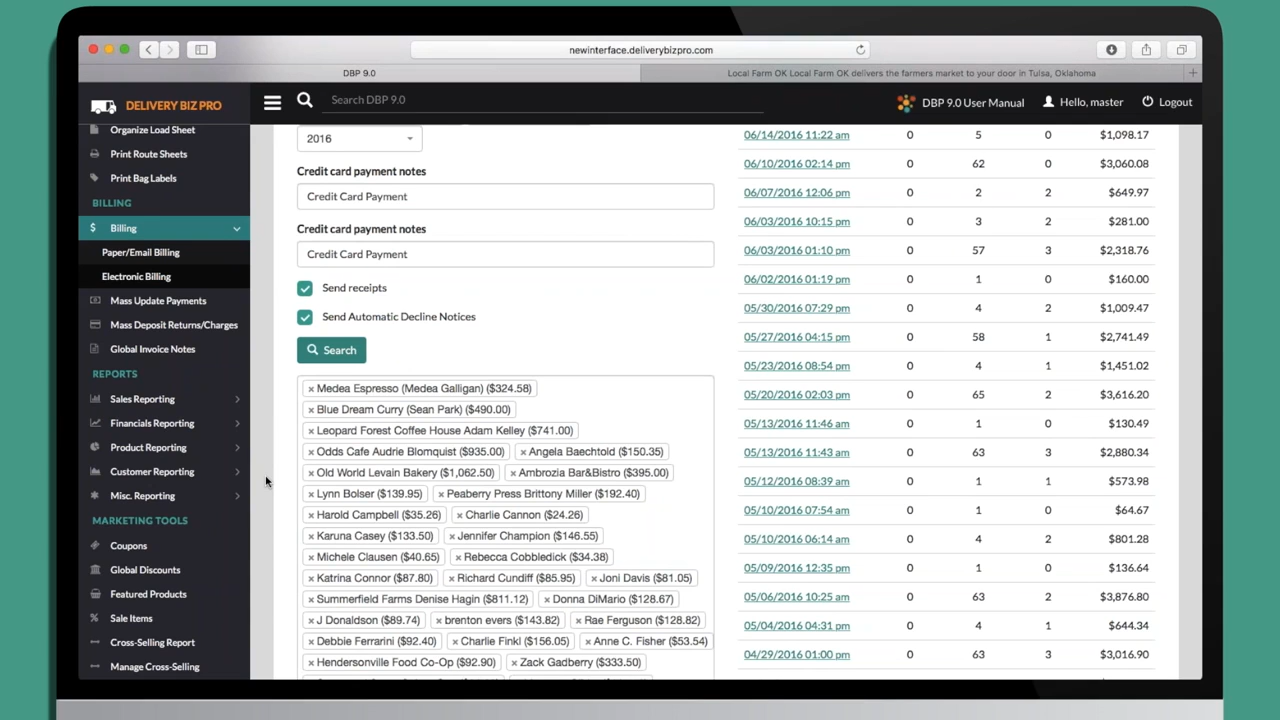 newinterface.deliverybizpro.com
DBP 9.0
Local Farm OK Local Farm OK delivers the farmers market to your door in Tulsa, Oklahoma
DELIVERY BIZ PRO
Search DBP 9.0
DBP 9.0 User Manual
Hello, master
Logout
Organize Load Sheet
Print Route Sheets
Print Bag Labels
BILLING
Billing
Paper/Email Billing
Electronic Billing
Mass Update Payments
Mass Deposit Returns/Charges
Global Invoice Notes
REPORTS
Sales Reporting
Financials Reporting
Product Reporting
Customer Reporting
Misc. Reporting
MARKETING TOOLS
Coupons
Global Discounts
Featured Products
Sale Items
Cross-Selling Report
Manage Cross-Selling
2016
Credit card payment notes
Credit Card Payment
Credit card payment notes
Credit Card Payment
Send receipts
Send Automatic Decline Notices
Search
× Medea Espresso (Medea Galligan) ($324.58)
× Blue Dream Curry (Sean Park) ($490.00)
× Leopard Forest Coffee House Adam Kelley ($741.00)
× Odds Cafe Audrie Blomquist ($935.00) × Angela Baechtold ($150.35)
× Old World Levain Bakery ($1,062.50) × Ambrozia Bar&Bistro ($395.00)
× Lynn Bolser ($139.95) × Peaberry Press Brittony Miller ($192.40)
× Harold Campbell ($35.26) × Charlie Cannon ($24.26)
× Karuna Casey ($133.50) × Jennifer Champion ($146.55)
× Michele Clausen ($40.65) × Rebecca Cobbledick ($34.38)
× Katrina Connor ($87.80) × Richard Cundiff ($85.95) × Joni Davis ($81.05)
× Summerfield Farms Denise Hagin ($811.12) × Donna DiMario ($128.67)
× J Donaldson ($89.74) × brenton evers ($143.82) × Rae Ferguson ($128.82)
× Debbie Ferrarini ($92.40) × Charlie Finkl ($156.05) × Anne C. Fisher ($53.54)
× Hendersonville Food Co-Op ($92.90) × Zack Gadberry ($333.50)
06/14/2016 11:22 am 0 5 0 $1,098.17
06/10/2016 02:14 pm 0 62 0 $3,060.08
06/07/2016 12:06 pm 0 2 2 $649.97
06/03/2016 10:15 pm 0 3 2 $281.00
06/03/2016 01:10 pm 0 57 3 $2,318.76
06/02/2016 01:19 pm 0 1 0 $160.00
05/30/2016 07:29 pm 0 4 2 $1,009.47
05/27/2016 04:15 pm 0 58 1 $2,741.49
05/23/2016 08:54 pm 0 4 1 $1,451.02
05/20/2016 02:03 pm 0 65 2 $3,616.20
05/13/2016 11:46 am 0 1 0 $130.49
05/13/2016 11:43 am 0 63 3 $2,880.34
05/12/2016 08:39 am 0 1 1 $573.98
05/10/2016 07:54 am 0 1 0 $64.67
05/10/2016 06:14 am 0 4 2 $801.28
05/09/2016 12:35 pm 0 1 0 $136.64
05/06/2016 10:25 am 0 63 2 $3,876.80
05/04/2016 04:31 pm 0 4 1 $644.34
04/29/2016 01:00 pm 0 63 3 $3,016.90